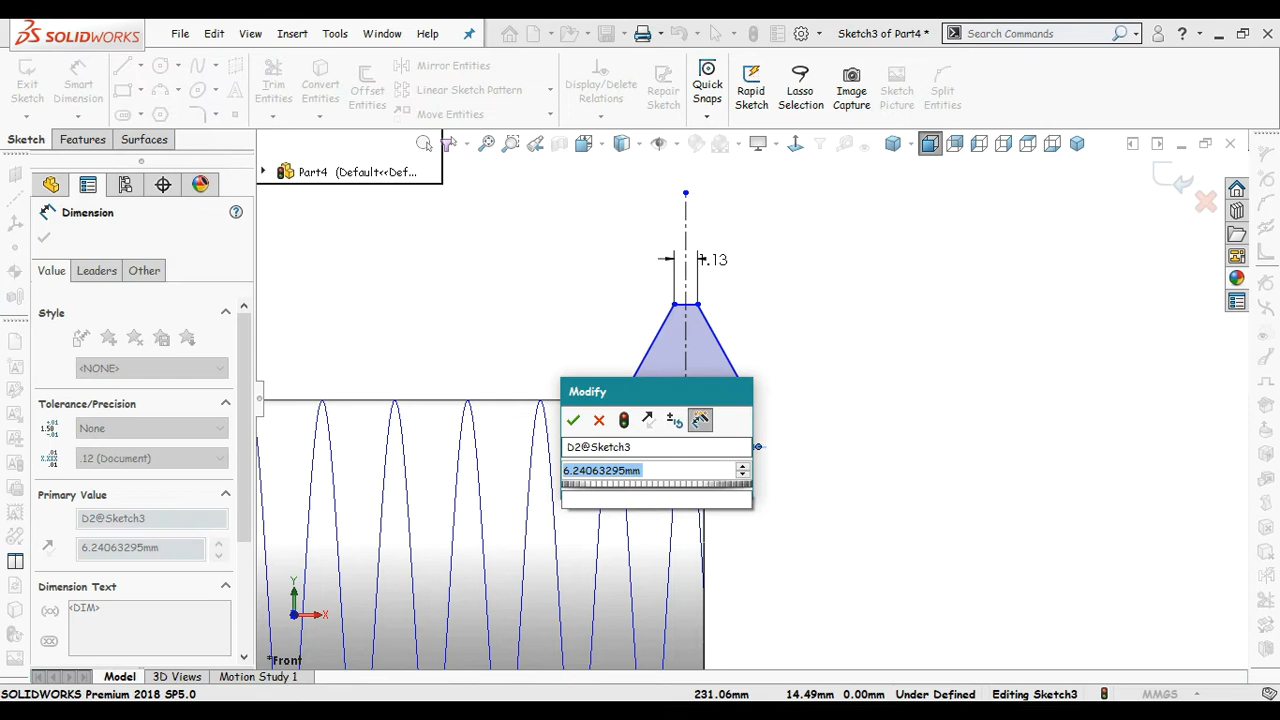 SOLIDWORKS
File Edit View Insert Tools Window Help
Sketch3 of Part4 *
Search Commands
Exit Sketch
Smart Dimension
Trim Entities
Convert Entities
Offset Entities
Mirror Entities
Linear Sketch Pattern
Move Entities
Display/Delete Relations
Repair Sketch
Quick Snaps
Rapid Sketch
Lasso Selection
Image Capture
Sketch Picture
Split Entities
Sketch Features Surfaces
Part4 (Default<<Def...
Dimension
Value Leaders Other
Style
<NONE>
Tolerance/Precision
None
.12 (Document)
Primary Value
D2@Sketch3
6.24063295mm
Dimension Text
<DIM>
1.13
Modify
D2@Sketch3
6.24063295mm
Y
X
*Front
Model 3D Views Motion Study 1
SOLIDWORKS Premium 2018 SP5.0
231.06mm 14.49mm 0.00mm Under Defined Editing Sketch3 MMGS